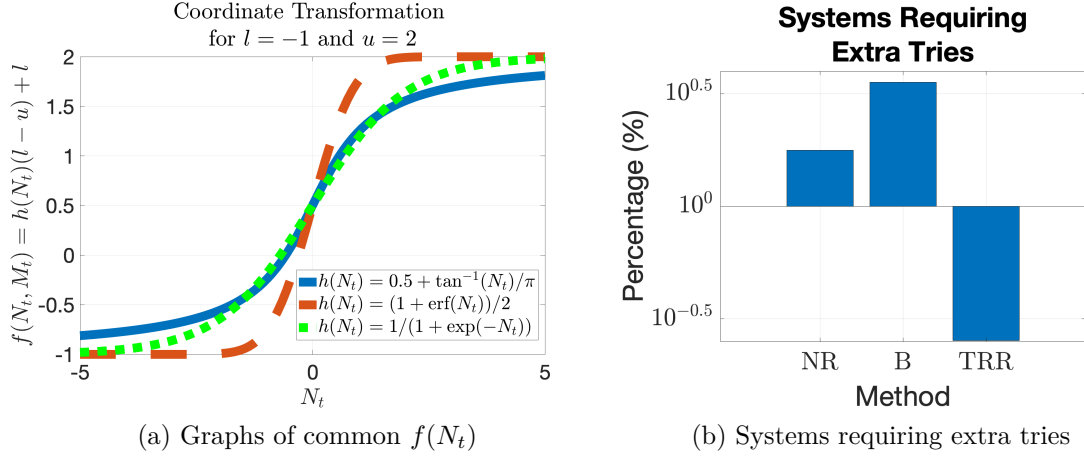 Coordinate Transformation
for l = −1 and u = 2
f(N_t, M_t) = h(N_t)(l − u) + l
2
1.5
1
0.5
0
-0.5
-1
-5
0
5
N_t
h(N_t) = 0.5 + tan⁻¹(N_t)/π
h(N_t) = (1 + erf(N_t))/2
h(N_t) = 1/(1 + exp(−N_t))
(a) Graphs of common f(N_t)
Systems Requiring
Extra Tries
Percentage (%)
10^0.5
10^0
10^−0.5
NR
B
TRR
Method
(b) Systems requiring extra tries